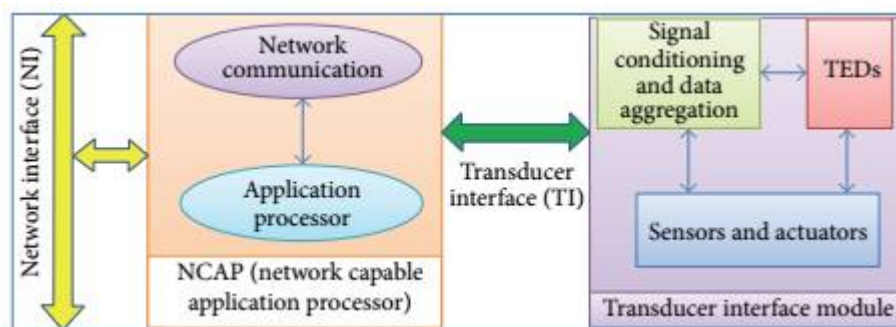 Network interface (NI)
Network
communication
Application
processor
NCAP (network capable
application processor)
Transducer
interface (TI)
Signal
conditioning
and data
aggregation
TEDs
Sensors and actuators
Transducer interface module